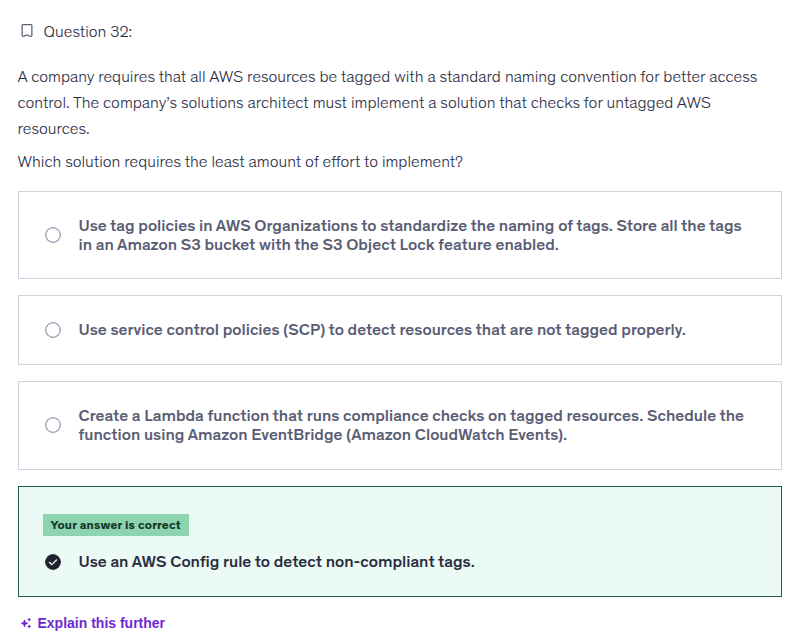 Question 32:
A company requires that all AWS resources be tagged with a standard naming convention for better access
control. The company's solutions architect must implement a solution that checks for untagged AWS
resources.
Which solution requires the least amount of effort to implement?
Use tag policies in AWS Organizations to standardize the naming of tags. Store all the tags
in an Amazon S3 bucket with the S3 Object Lock feature enabled.
Use service control policies (SCP) to detect resources that are not tagged properly.
Create a Lambda function that runs compliance checks on tagged resources. Schedule the
function using Amazon EventBridge (Amazon CloudWatch Events).
Your answer is correct
Use an AWS Config rule to detect non-compliant tags.
Explain this further